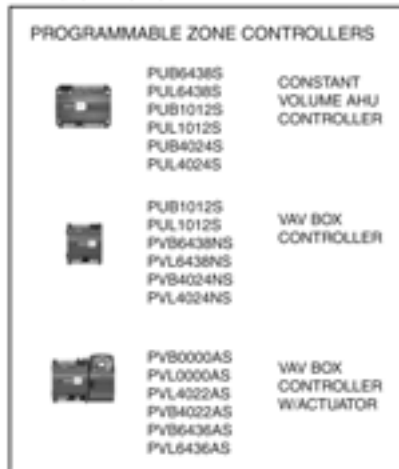 PROGRAMMABLE ZONE CONTROLLERS
PUB6438S
PUL6438S
PUB1012S
PUL1012S
PUB4024S
PUL4024S
CONSTANT
VOLUME AHU
CONTROLLER
PUB1012S
PUL1012S
PVB6438NS
PVL6438NS
PVB4024NS
PVL4024NS
VAV BOX
CONTROLLER
PVB0000AS
PVL0000AS
PVL4022AS
PVB4022AS
PVB6436AS
PVL6436AS
VAV BOX
CONTROLLER
W/ACTUATOR